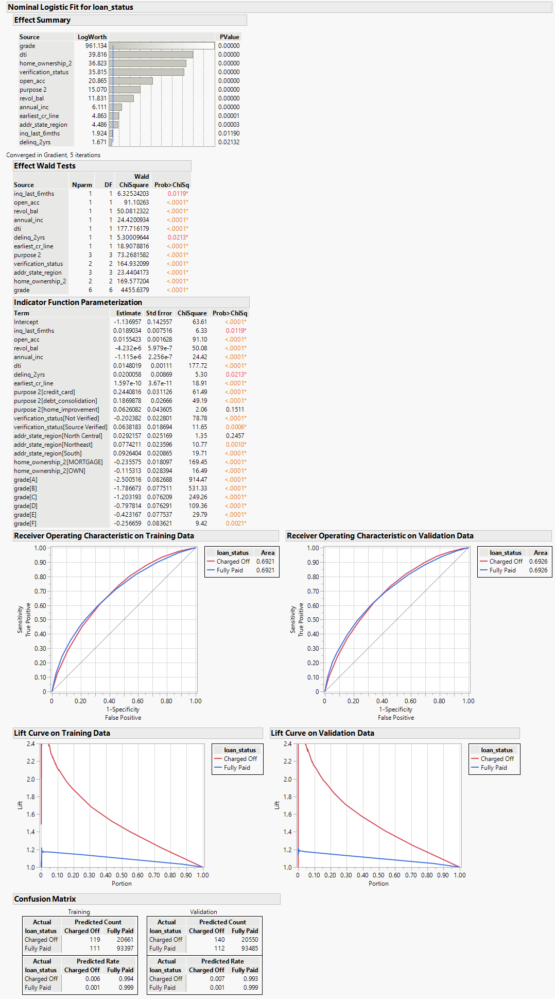 Nominal Logistic Fit for loan_status
Effect Summary
Source LogWorth PValue
grade 961.134 0.00000
dti 39.816 0.00000
home_ownership_2 36.823 0.00000
verification_status 35.815 0.00000
open_acc 20.865 0.00000
purpose 2 15.070 0.00000
revol_bal 11.831 0.00000
annual_inc 6.111 0.00000
earliest_cr_line 4.863 0.00001
addr_state_region 4.486 0.00003
inq_last_6mths 1.924 0.01190
delinq_2yrs 1.671 0.02132
Converged in Gradient, 5 iterations
Effect Wald Tests
Wald
Source Nparm DF ChiSquare Prob>ChiSq
inq_last_6mths 1 1 6.32524203 0.0119*
open_acc 1 1 91.10263 <.0001*
revol_bal 1 1 50.0812322 <.0001*
annual_inc 1 1 24.4200934 <.0001*
dti 1 1 177.716179 <.0001*
delinq_2yrs 1 1 5.30009644 0.0213*
earliest_cr_line 1 1 18.9078816 <.0001*
purpose 2 3 3 73.2681582 <.0001*
verification_status 2 2 164.932099 <.0001*
addr_state_region 3 3 23.4404173 <.0001*
home_ownership_2 2 2 169.577204 <.0001*
grade 6 6 4455.6379 <.0001*
Indicator Function Parameterization
Term Estimate Std Error ChiSquare Prob>ChiSq
Intercept -1.136957 0.142557 63.61 <.0001*
inq_last_6mths 0.0189034 0.007516 6.33 0.0119*
open_acc 0.0155423 0.001628 91.10 <.0001*
revol_bal -4.232e-6 5.979e-7 50.08 <.0001*
annual_inc -1.115e-6 2.256e-7 24.42 <.0001*
dti 0.0148019 0.00111 177.72 <.0001*
delinq_2yrs 0.0200058 0.00869 5.30 0.0213*
earliest_cr_line 1.597e-10 3.67e-11 18.91 <.0001*
purpose 2[credit_card] 0.2440816 0.031126 61.49 <.0001*
purpose 2[debt_consolidation] 0.1869878 0.02666 49.19 <.0001*
purpose 2[home_improvement] 0.0626082 0.043605 2.06 0.1511
verification_status[Not Verified] -0.202382 0.022801 78.78 <.0001*
verification_status[Source Verified] 0.0638183 0.018694 11.65 0.0006*
addr_state_region[North Central] 0.0292157 0.025169 1.35 0.2457
addr_state_region[Northeast] 0.0774211 0.023596 10.77 0.0010*
addr_state_region[South] 0.0926404 0.020865 19.71 <.0001*
home_ownership_2[MORTGAGE] -0.235575 0.018097 169.45 <.0001*
home_ownership_2[OWN] -0.115313 0.028394 16.49 <.0001*
grade[A] -2.500516 0.082688 914.47 <.0001*
grade[B] -1.786673 0.077511 531.33 <.0001*
grade[C] -1.203193 0.076209 249.26 <.0001*
grade[D] -0.797814 0.076291 109.36 <.0001*
grade[E] -0.423167 0.077537 29.79 <.0001*
grade[F] -0.256659 0.083621 9.42 0.0021*
Receiver Operating Characteristic on Training Data
1.00
0.90
0.80
0.70
0.60
0.50
0.40
0.30
0.20
0.10
0
Sensitivity
True Positive
0 0.20 0.40 0.60 0.80 1.00
1-Specificity
False Positive
loan_status Area
Charged Off 0.6921
Fully Paid 0.6921
Receiver Operating Characteristic on Validation Data
1.00
0.90
0.80
0.70
0.60
0.50
0.40
0.30
0.20
0.10
0
Sensitivity
True Positive
0 0.20 0.40 0.60 0.80 1.00
1-Specificity
False Positive
loan_status Area
Charged Off 0.6926
Fully Paid 0.6926
Lift Curve on Training Data
2.4
2.2
2.0
1.8
1.6
1.4
1.2
1.0
Lift
0 0.10 0.20 0.30 0.40 0.50 0.60 0.70 0.80 0.90 1.00
Portion
loan_status
Charged Off
Fully Paid
Lift Curve on Validation Data
2.4
2.2
2.0
1.8
1.6
1.4
1.2
1.0
Lift
0 0.10 0.20 0.30 0.40 0.50 0.60 0.70 0.80 0.90 1.00
Portion
loan_status
Charged Off
Fully Paid
Confusion Matrix
Training
Actual Predicted Count
loan_status Charged Off Fully Paid
Charged Off 119 20661
Fully Paid 111 93397
Actual Predicted Rate
loan_status Charged Off Fully Paid
Charged Off 0.006 0.994
Fully Paid 0.001 0.999
Validation
Actual Predicted Count
loan_status Charged Off Fully Paid
Charged Off 140 20550
Fully Paid 112 93485
Actual Predicted Rate
loan_status Charged Off Fully Paid
Charged Off 0.007 0.993
Fully Paid 0.001 0.999